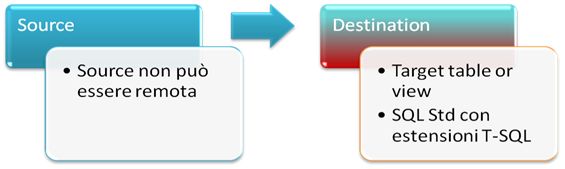 Source
• Source non può
essere remota
Destination
• Target table or
view
• SQL Std con
estensioni T-SQL